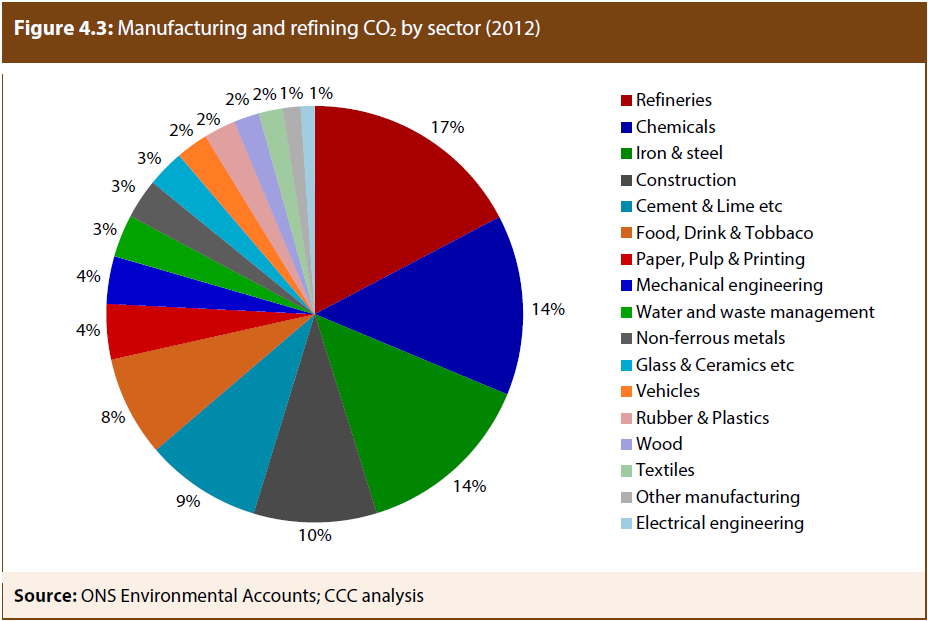 Figure 4.3: Manufacturing and refining CO₂ by sector (2012)
17%
14%
14%
10%
9%
8%
4%
4%
3%
3%
3%
2%
2%
2%
2%
1%
1%
Refineries
Chemicals
Iron & steel
Construction
Cement & Lime etc
Food, Drink & Tobbaco
Paper, Pulp & Printing
Mechanical engineering
Water and waste management
Non-ferrous metals
Glass & Ceramics etc
Vehicles
Rubber & Plastics
Wood
Textiles
Other manufacturing
Electrical engineering
Source: ONS Environmental Accounts; CCC analysis